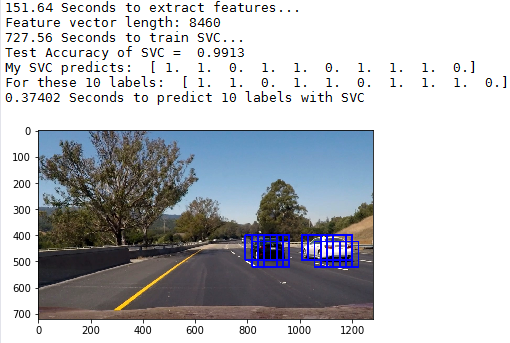 151.64 Seconds to extract features...
Feature vector length: 8460
727.56 Seconds to train SVC...
Test Accuracy of SVC =  0.9913
My SVC predicts:  [ 1.  1.  0.  1.  1.  0.  1.  1.  1.  0.]
For these 10 labels:  [ 1.  1.  0.  1.  1.  0.  1.  1.  1.  0.]
0.37402 Seconds to predict 10 labels with SVC
0
100
200
300
400
500
600
700
0 200 400 600 800 1000 1200